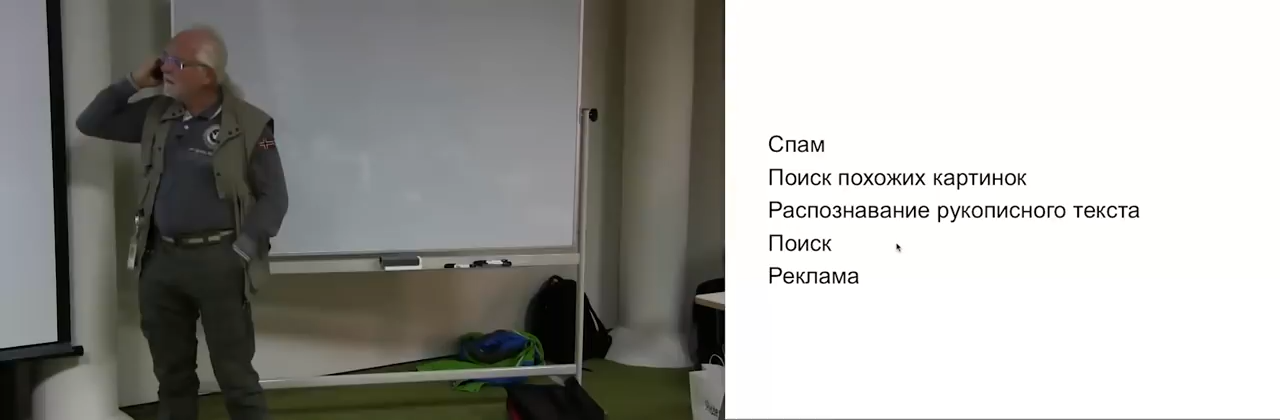 Спам
Поиск похожих картинок
Распознавание рукописного текста
Поиск
Реклама